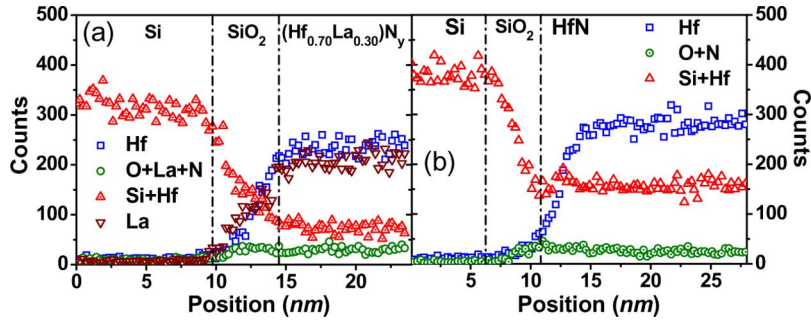 500
400
300
200
100
0
Counts
(a)
Si
SiO2
(Hf0.70La0.30)Ny
Hf
O+La+N
Si+Hf
La
0
5
10
15
20
Position (nm)
(b)
Si
SiO2
HfN
Hf
O+N
Si+Hf
0
5
10
15
20
25
Position (nm)
500
400
300
200
100
0
Counts